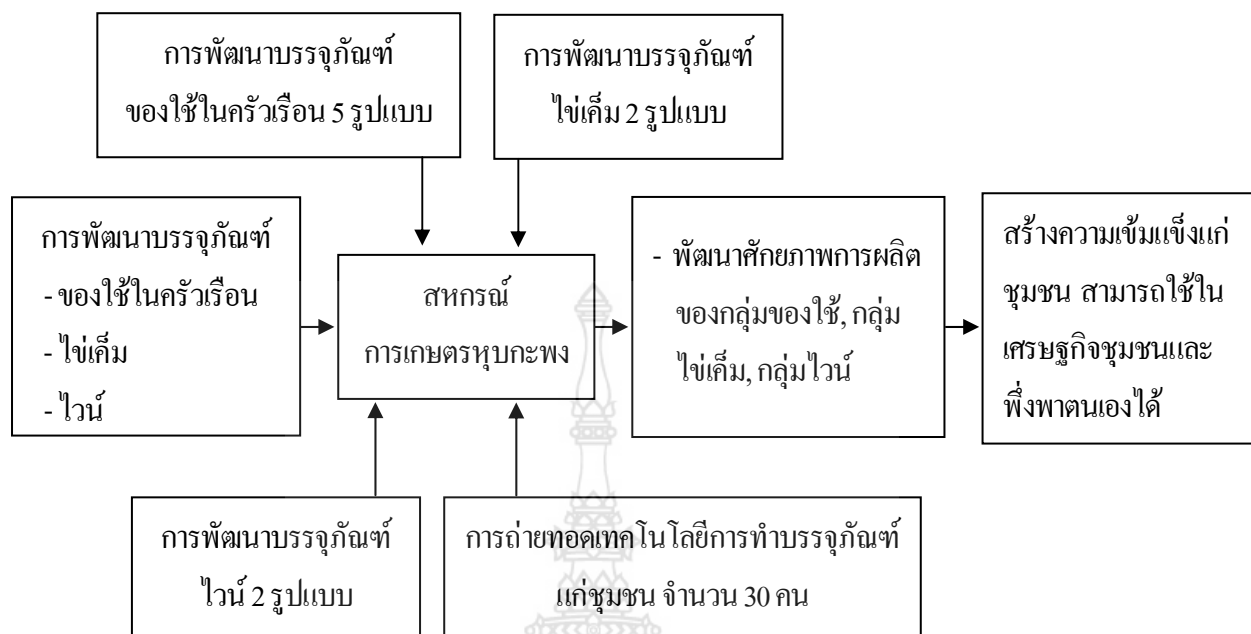 การพัฒนาบรรจุภัณฑ์
ของใช้ในครัวเรือน 5 รูปแบบ
การพัฒนาบรรจุภัณฑ์
ไข่เค็ม 2 รูปแบบ
การพัฒนาบรรจุภัณฑ์
- ของใช้ในครัวเรือน
- ไข่เค็ม
- ไวน์
สหกรณ์
การเกษตรหุบกะพง
- พัฒนาศักยภาพการผลิต
ของกลุ่มของใช้, กลุ่ม
ไข่เค็ม, กลุ่มไวน์
สร้างความเข้มแข็งแก่
ชุมชน สามารถใช้ใน
เศรษฐกิจชุมชนและ
พึ่งพาตนเองได้
การพัฒนาบรรจุภัณฑ์
ไวน์ 2 รูปแบบ
การถ่ายทอดเทคโนโลยีการทำบรรจุภัณฑ์
แก่ชุมชน จำนวน 30 คน